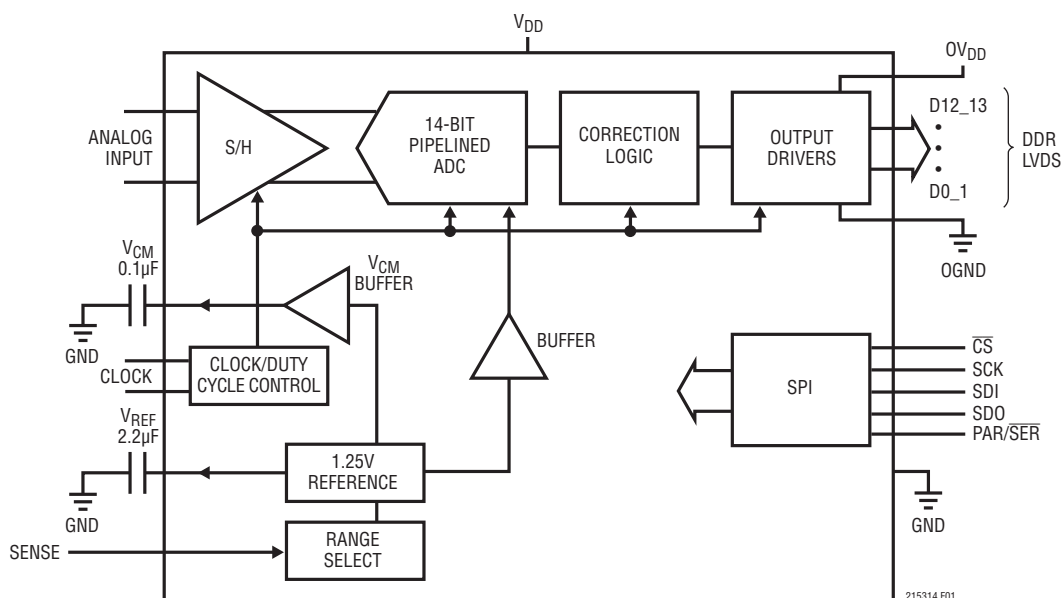 VDD
OVDD
ANALOG
INPUT
S/H
14-BIT
PIPELINED
ADC
CORRECTION
LOGIC
OUTPUT
DRIVERS
D12_13
•
•
•
D0_1
DDR
LVDS
OGND
VCM
0.1µF
GND
VCM
BUFFER
BUFFER
CLOCK
CLOCK/DUTY
CYCLE CONTROL
VREF
2.2µF
GND
1.25V
REFERENCE
SENSE
RANGE
SELECT
SPI
C̅S̅
SCK
SDI
SDO
PAR/S̅E̅R̅
GND
215314 F01